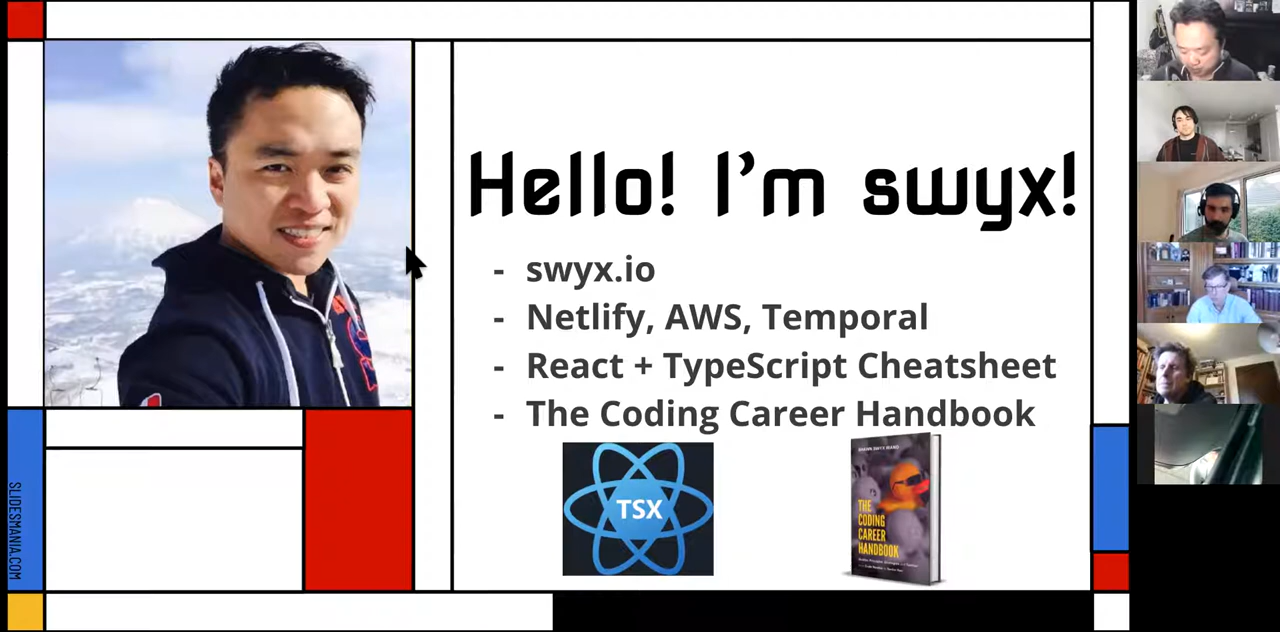 Hello! I'm swyx!
- swyx.io
- Netlify, AWS, Temporal
- React + TypeScript Cheatsheet
- The Coding Career Handbook
TSX
THE
CODING
CAREER
HANDBOOK
SLIDESMANIA.COM